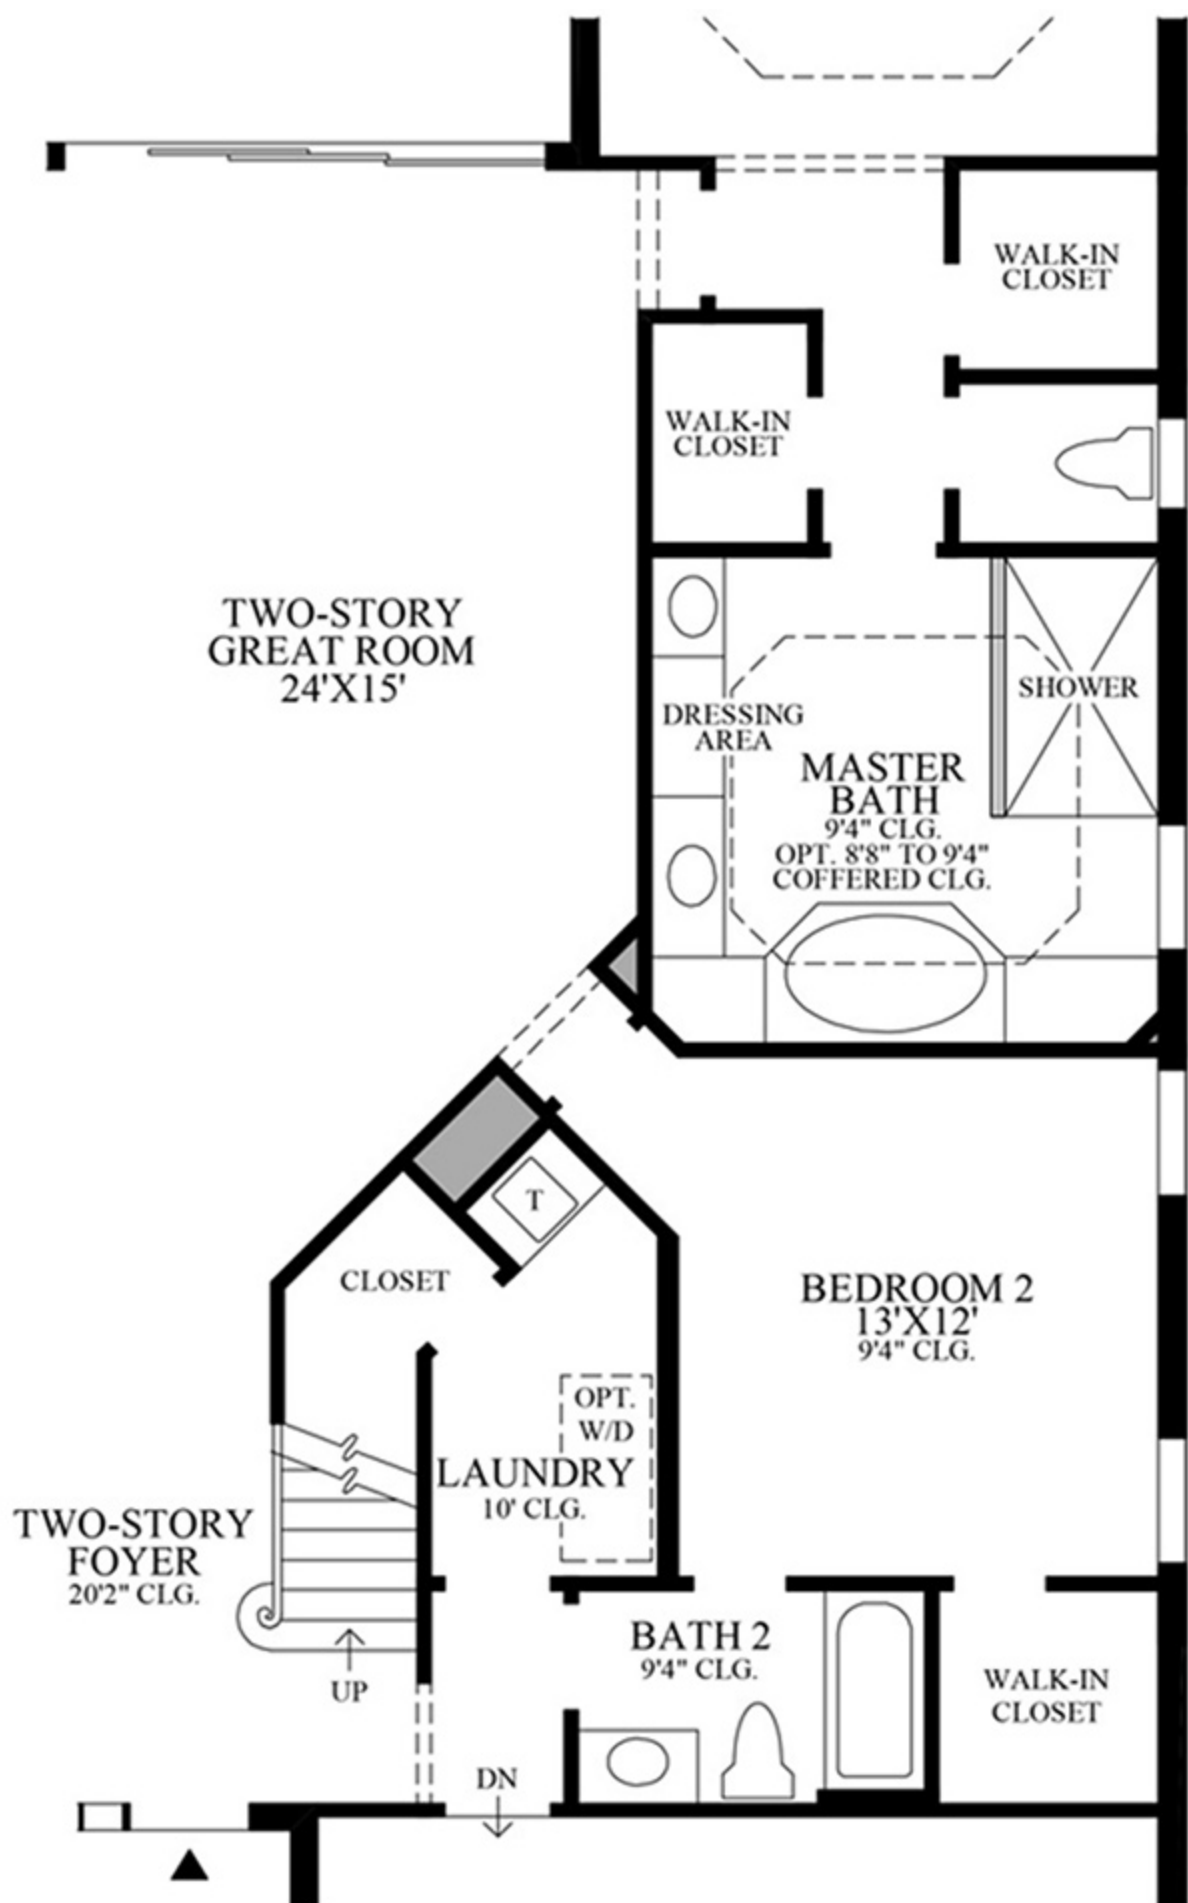 WALK-IN
CLOSET
WALK-IN
CLOSET
TWO-STORY
GREAT ROOM
24'X15'
SHOWER
DRESSING
AREA
MASTER
BATH
9'4" CLG.
OPT. 8'8" TO 9'4"
COFFERED CLG.
T
CLOSET
BEDROOM 2
13'X12'
9'4" CLG.
OPT.
W/D
LAUNDRY
10' CLG.
TWO-STORY
FOYER
20'2" CLG.
UP
BATH 2
9'4" CLG.
WALK-IN
CLOSET
DN